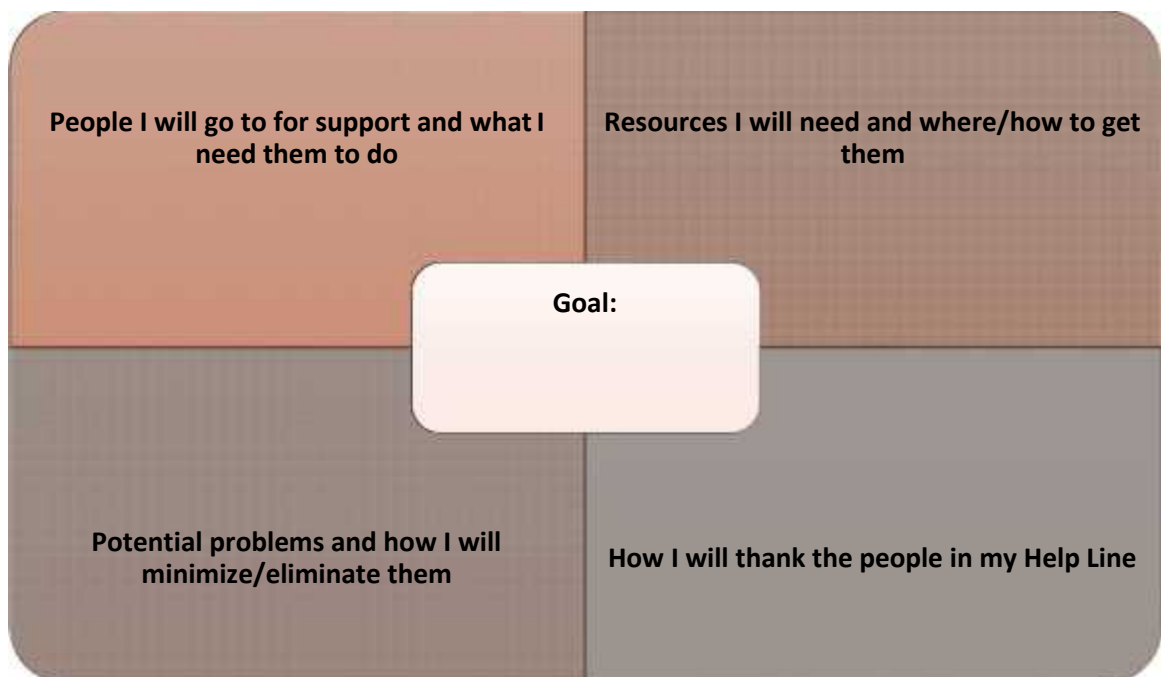 People I will go to for support and what I
need them to do
Resources I will need and where/how to get
them
Goal:
Potential problems and how I will
minimize/eliminate them
How I will thank the people in my Help Line